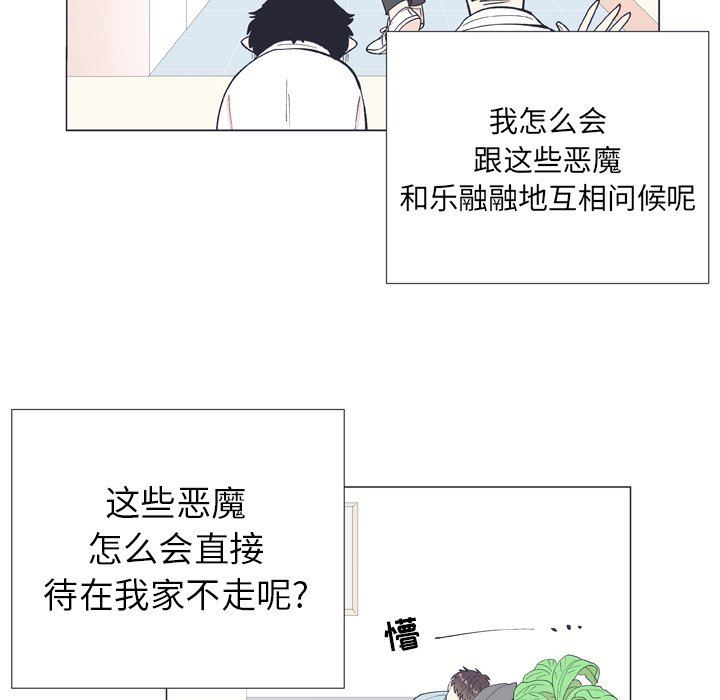 我怎么会
跟这些恶魔
和乐融融地互相问候呢
这些恶魔
怎么会直接
待在我家不走呢?
懵